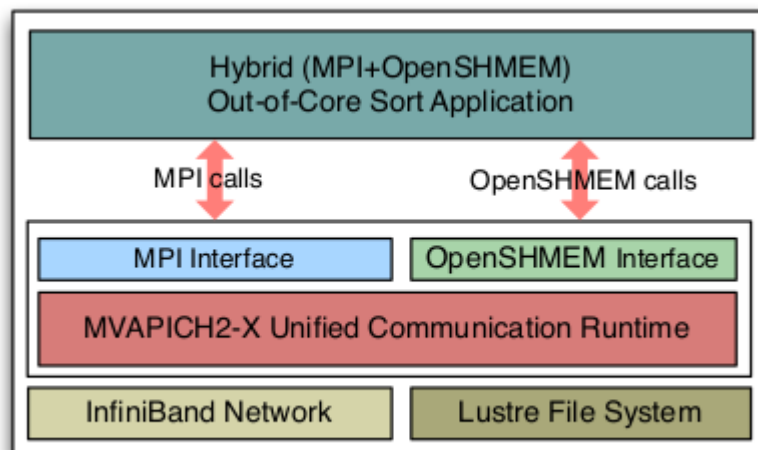 Hybrid (MPI+OpenSHMEM)
Out-of-Core Sort Application
MPI calls
OpenSHMEM calls
MPI Interface
OpenSHMEM Interface
MVAPICH2-X Unified Communication Runtime
InfiniBand Network
Lustre File System